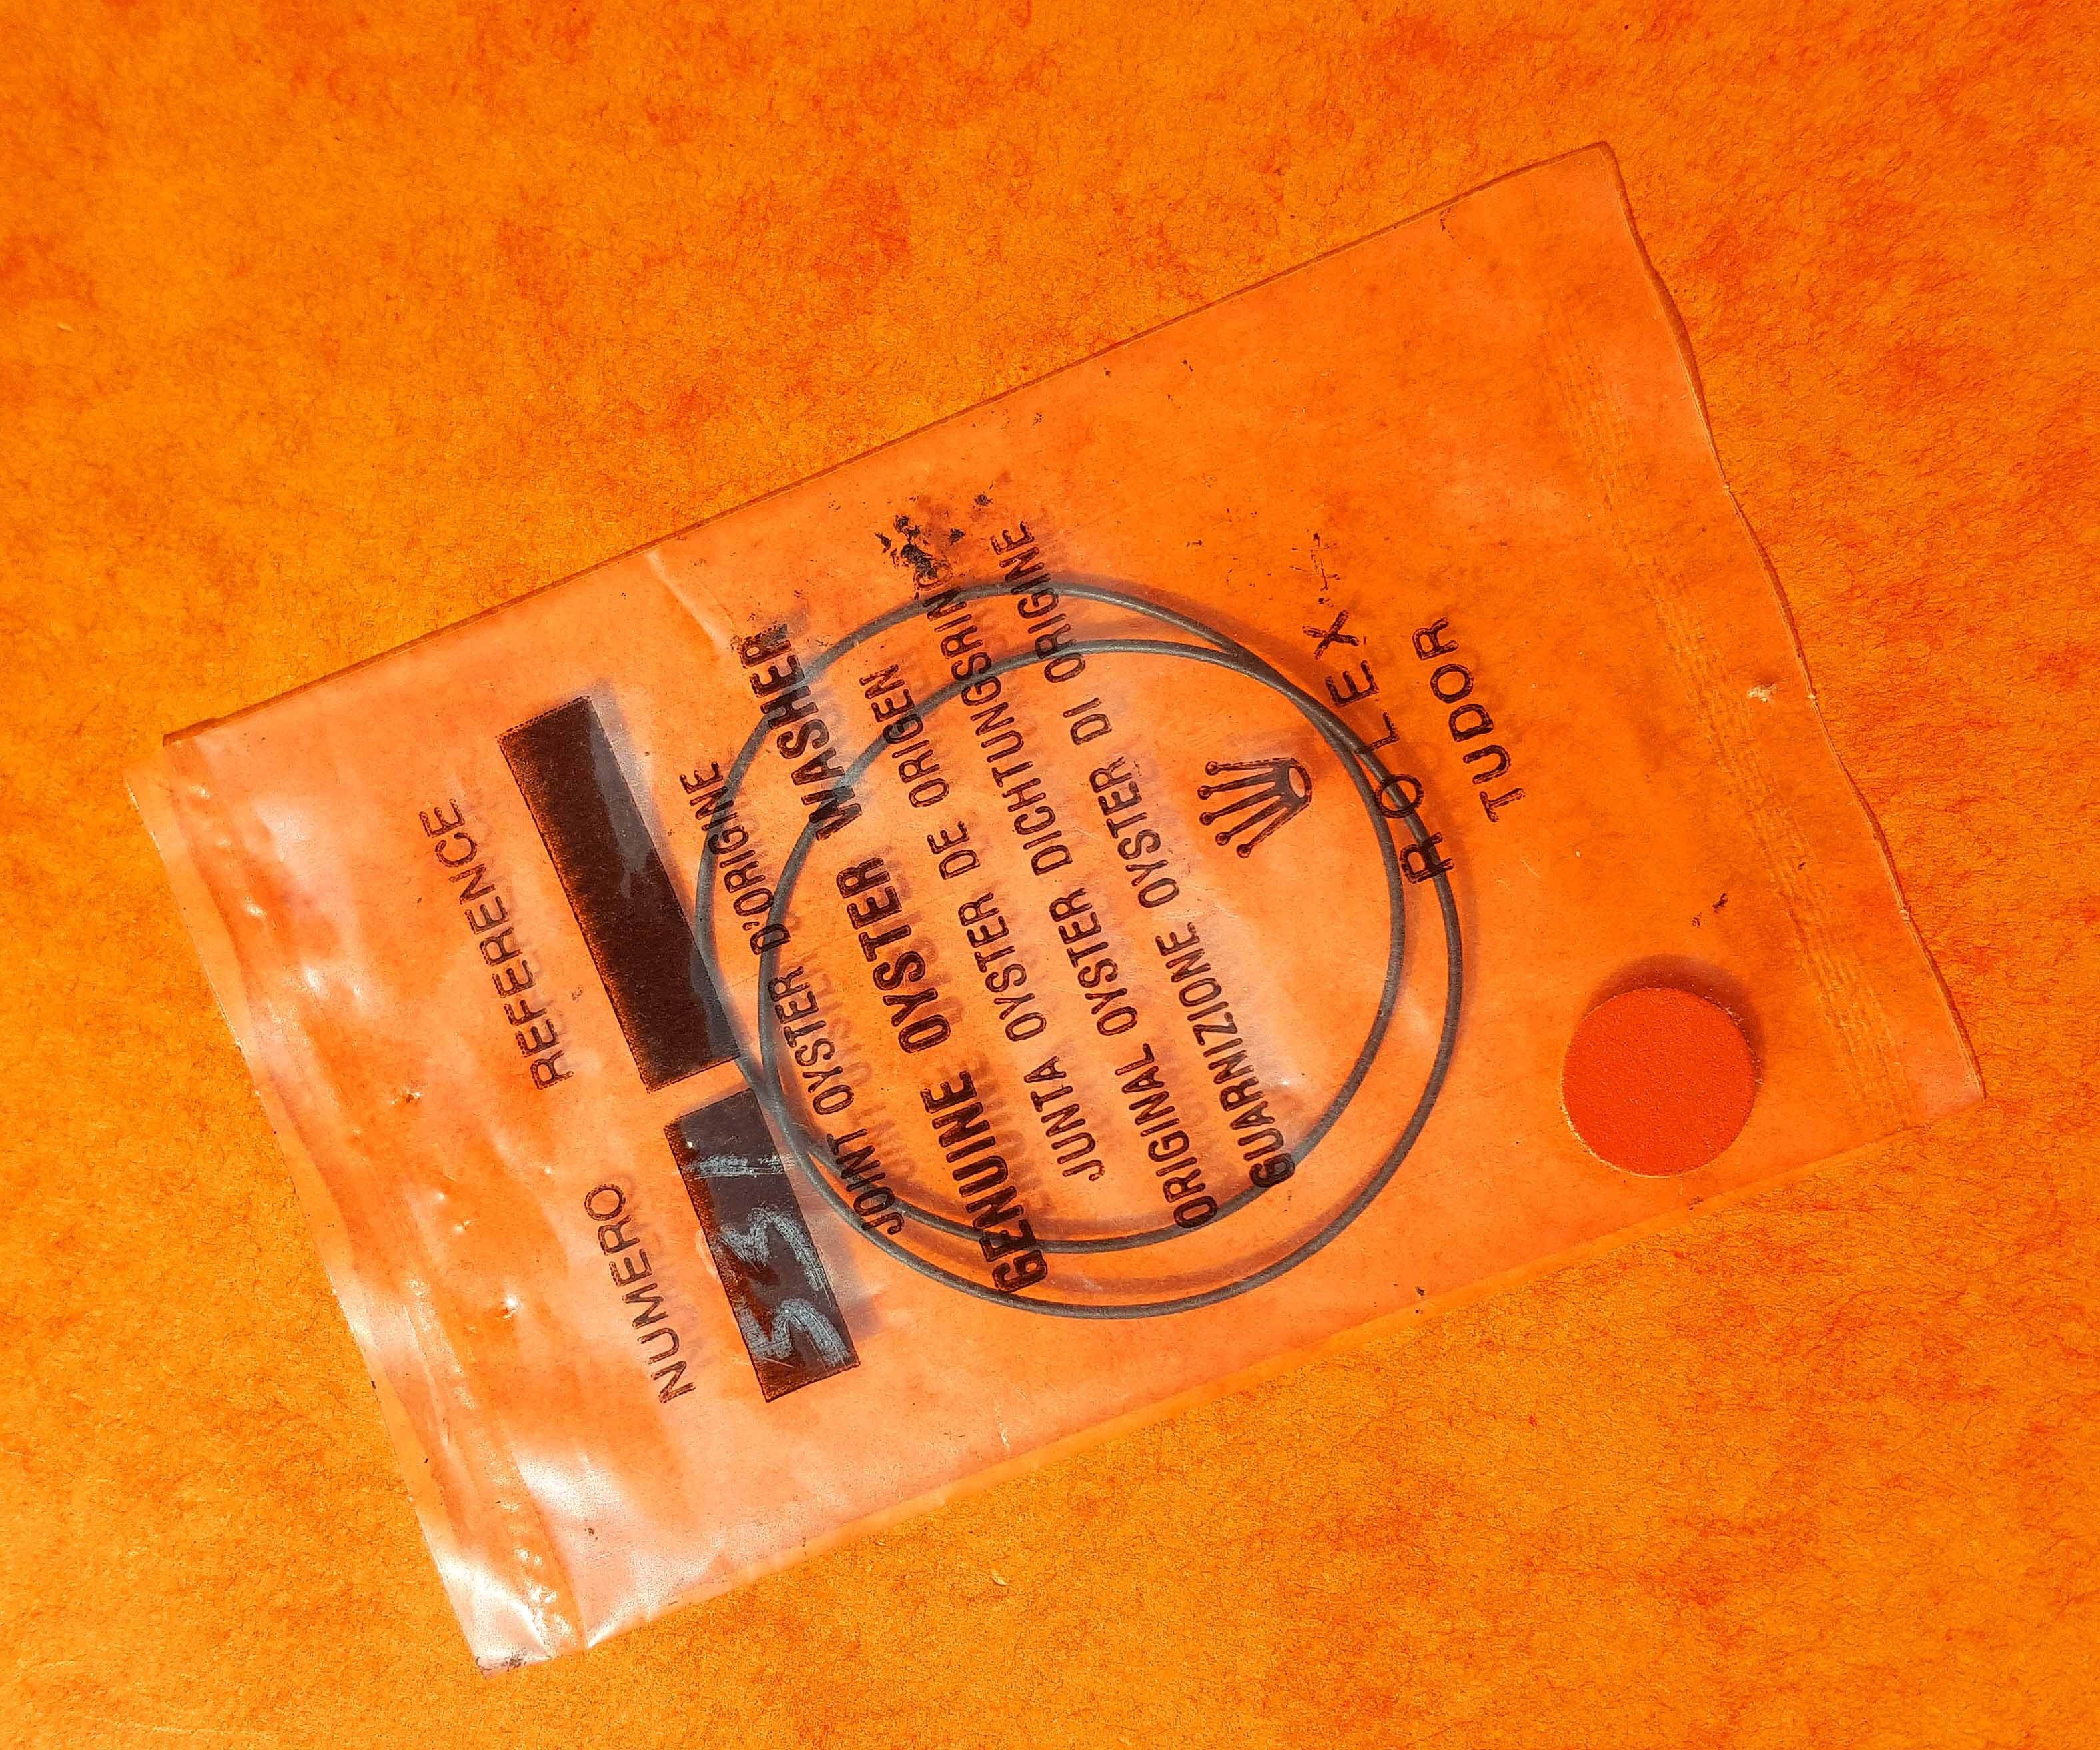 NUMERO REFERENCE
JOINT OYSTER D'ORIGINE
GENUINE OYSTER WASHER
JUNTA OYSTER DE ORIGEN
ORIGINAL OYSTER DICHTUNGSRING
GUARNIZIONE OYSTER DI ORIGINE
ROLEX
TUDOR